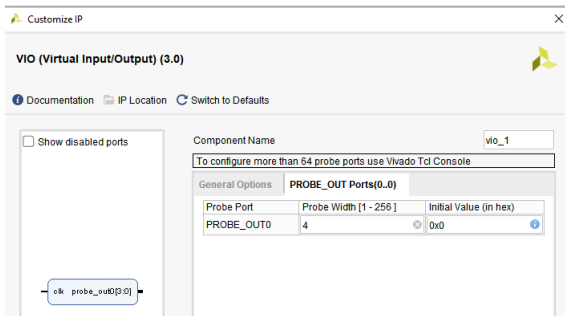 Customize IP
VIO (Virtual Input/Output) (3.0)
Documentation IP Location Switch to Defaults
Show disabled ports
Component Name vio_1
To configure more than 64 probe ports use Vivado Tcl Console
General Options PROBE_OUT Ports(0..0)
Probe Port Probe Width [1 - 256 ] Initial Value (in hex)
PROBE_OUT0 4 0x0
clk probe_out0[3:0]